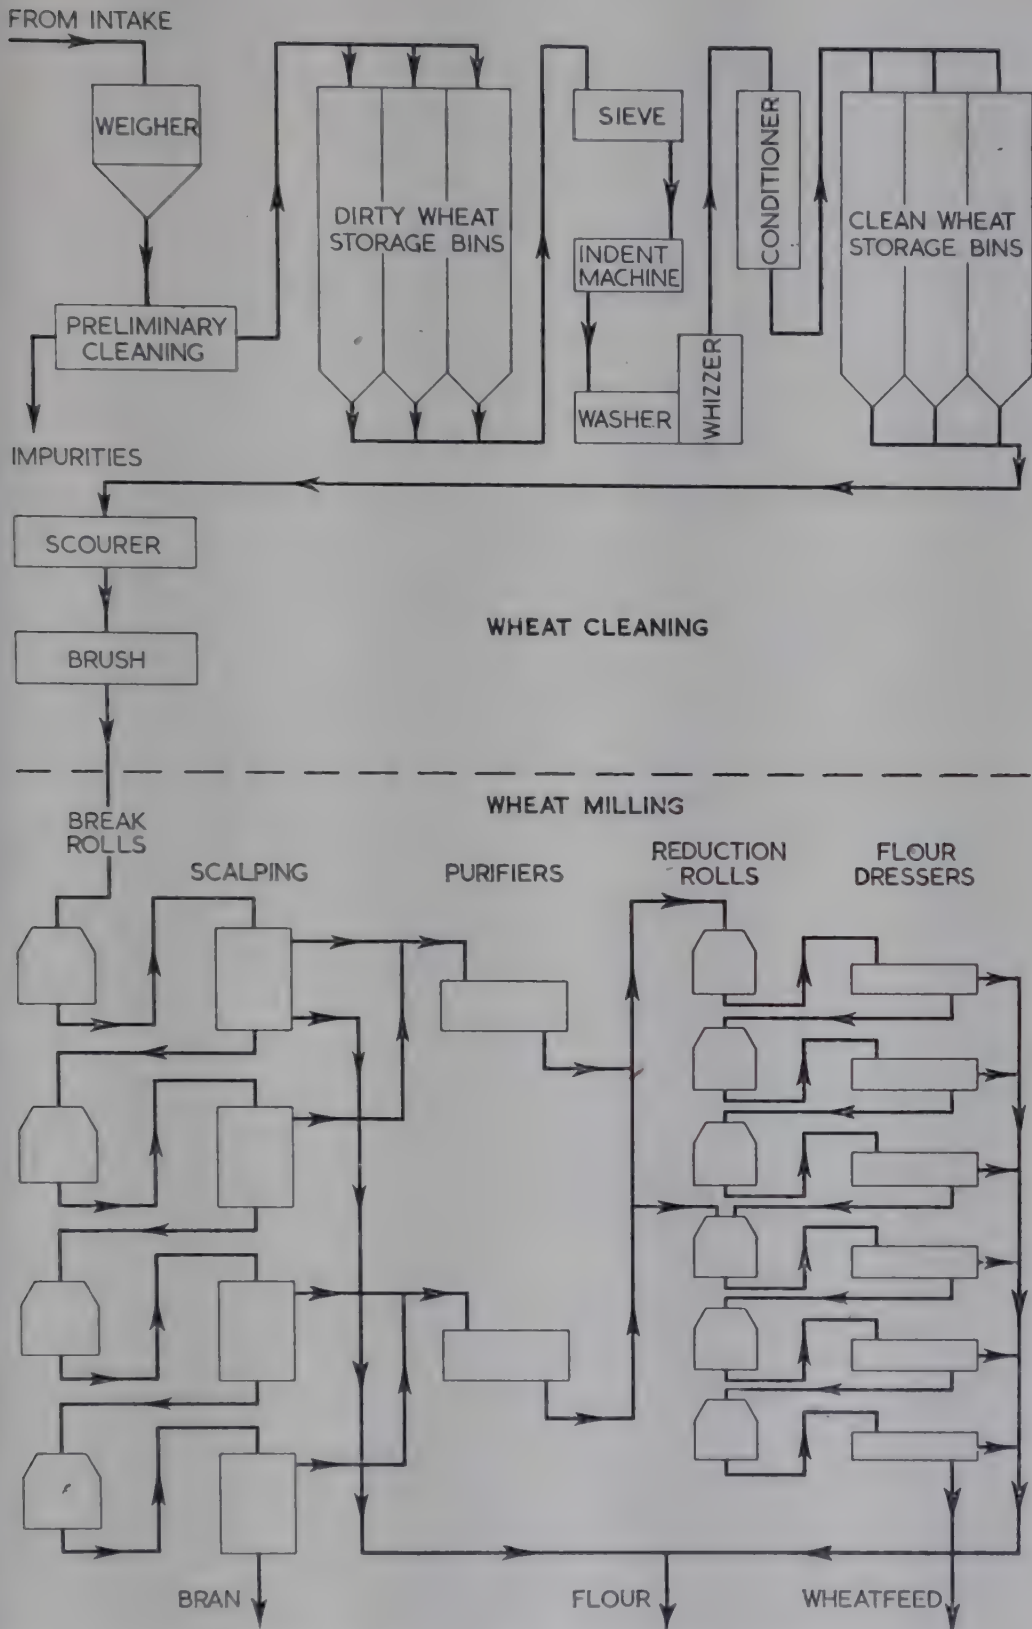 FROM INTAKE
WEIGHER
PRELIMINARY
CLEANING
IMPURITIES
DIRTY WHEAT
STORAGE BINS
SIEVE
INDENT
MACHINE
WASHER
WHIZZER
CONDITIONER
CLEAN WHEAT
STORAGE BINS
SCOURER
BRUSH
WHEAT CLEANING
WHEAT MILLING
BREAK
ROLLS
SCALPING
PURIFIERS
REDUCTION
ROLLS
FLOUR
DRESSERS
BRAN
FLOUR
WHEATFEED